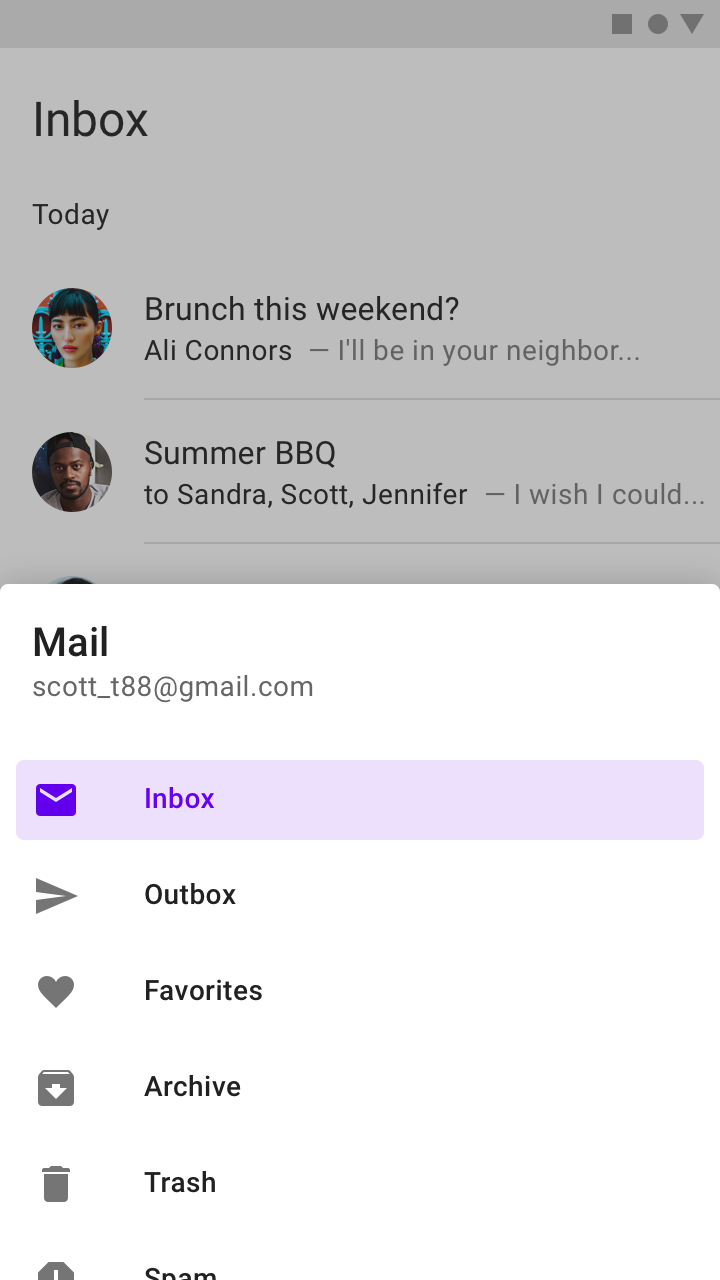 Inbox
Today
Brunch this weekend?
Ali Connors — I'll be in your neighbor...
Summer BBQ
to Sandra, Scott, Jennifer — I wish I could...
Mail
scott_t88@gmail.com
Inbox
Outbox
Favorites
Archive
Trash
Spam